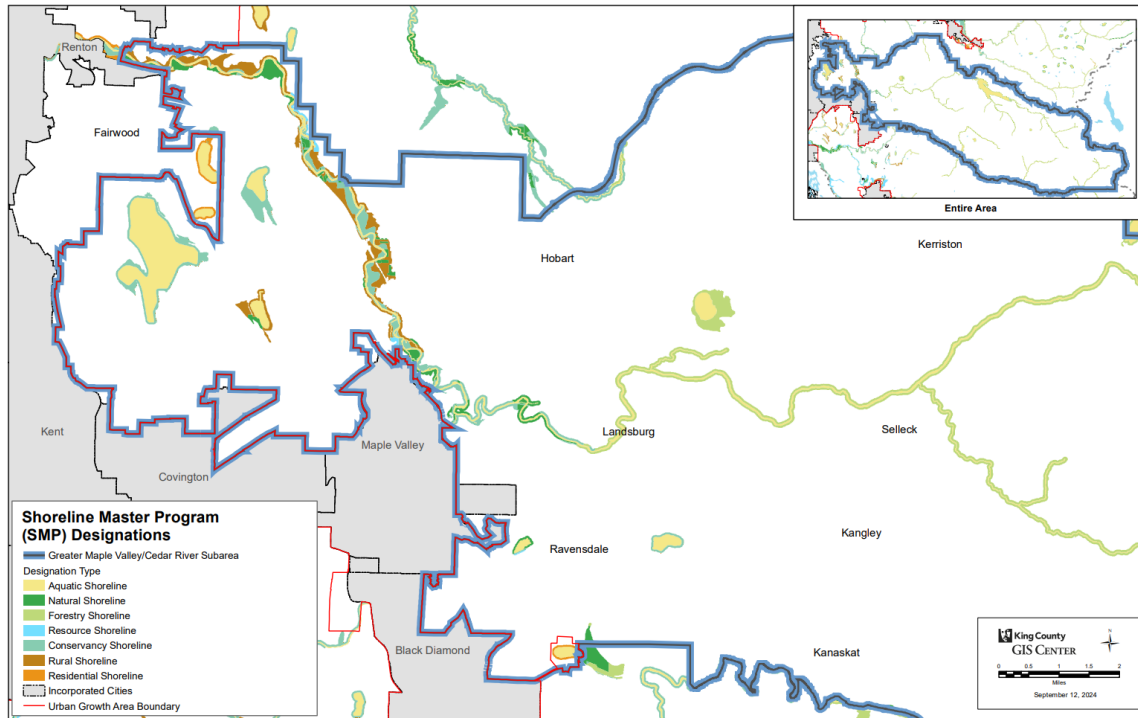 Renton
Fairwood
Entire Area
Kerriston
Hobart
Kent
Maple Valley
Landsburg
Selleck
Covington
Shoreline Master Program
(SMP) Designations
Greater Maple Valley/Cedar River Subarea
Designation Type
Aquatic Shoreline
Natural Shoreline
Forestry Shoreline
Resource Shoreline
Conservancy Shoreline
Rural Shoreline
Residential Shoreline
Incorporated Cities
Urban Growth Area Boundary
Ravensdale
Kangley
Black Diamond
Kanaskat
King County
GIS CENTER
N
0 0.5 1 2
Miles
September 12, 2024